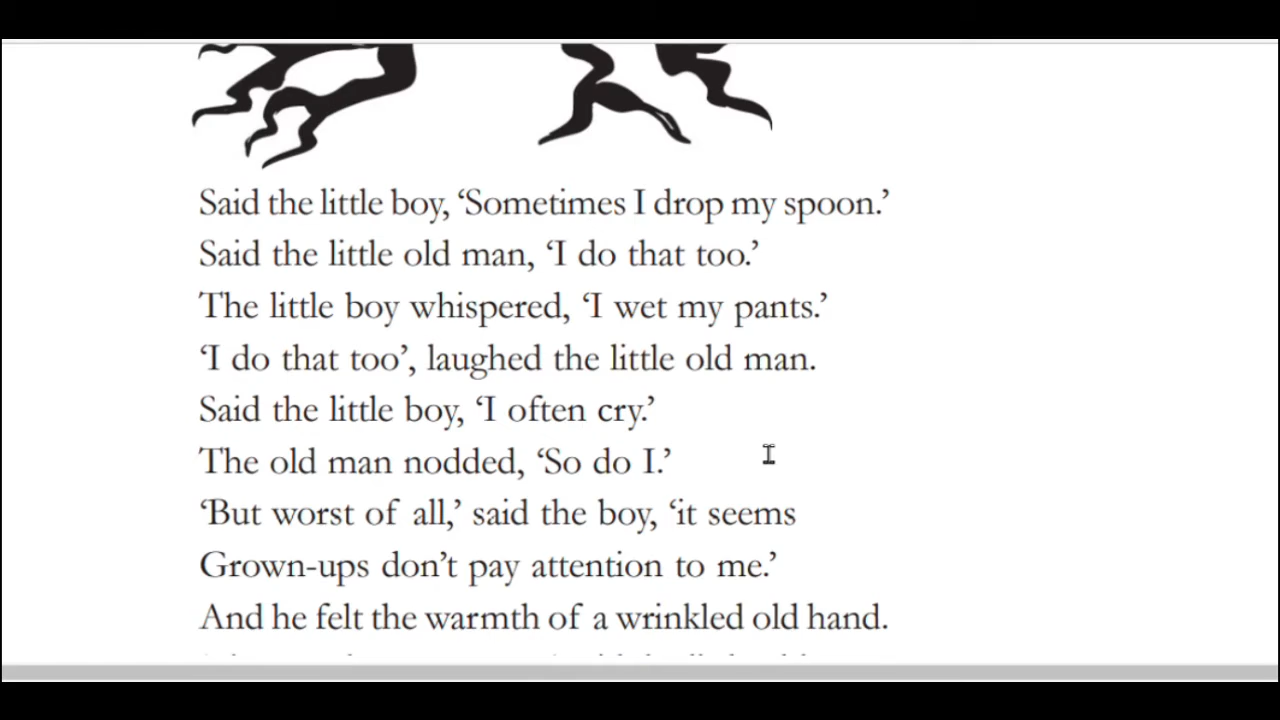 Said the little boy, ‘Sometimes I drop my spoon.’
Said the little old man, ‘I do that too.’
The little boy whispered, ‘I wet my pants.’
‘I do that too’, laughed the little old man.
Said the little boy, ‘I often cry.’
The old man nodded, ‘So do I.’
‘But worst of all,’ said the boy, ‘it seems
Grown-ups don’t pay attention to me.’
And he felt the warmth of a wrinkled old hand.